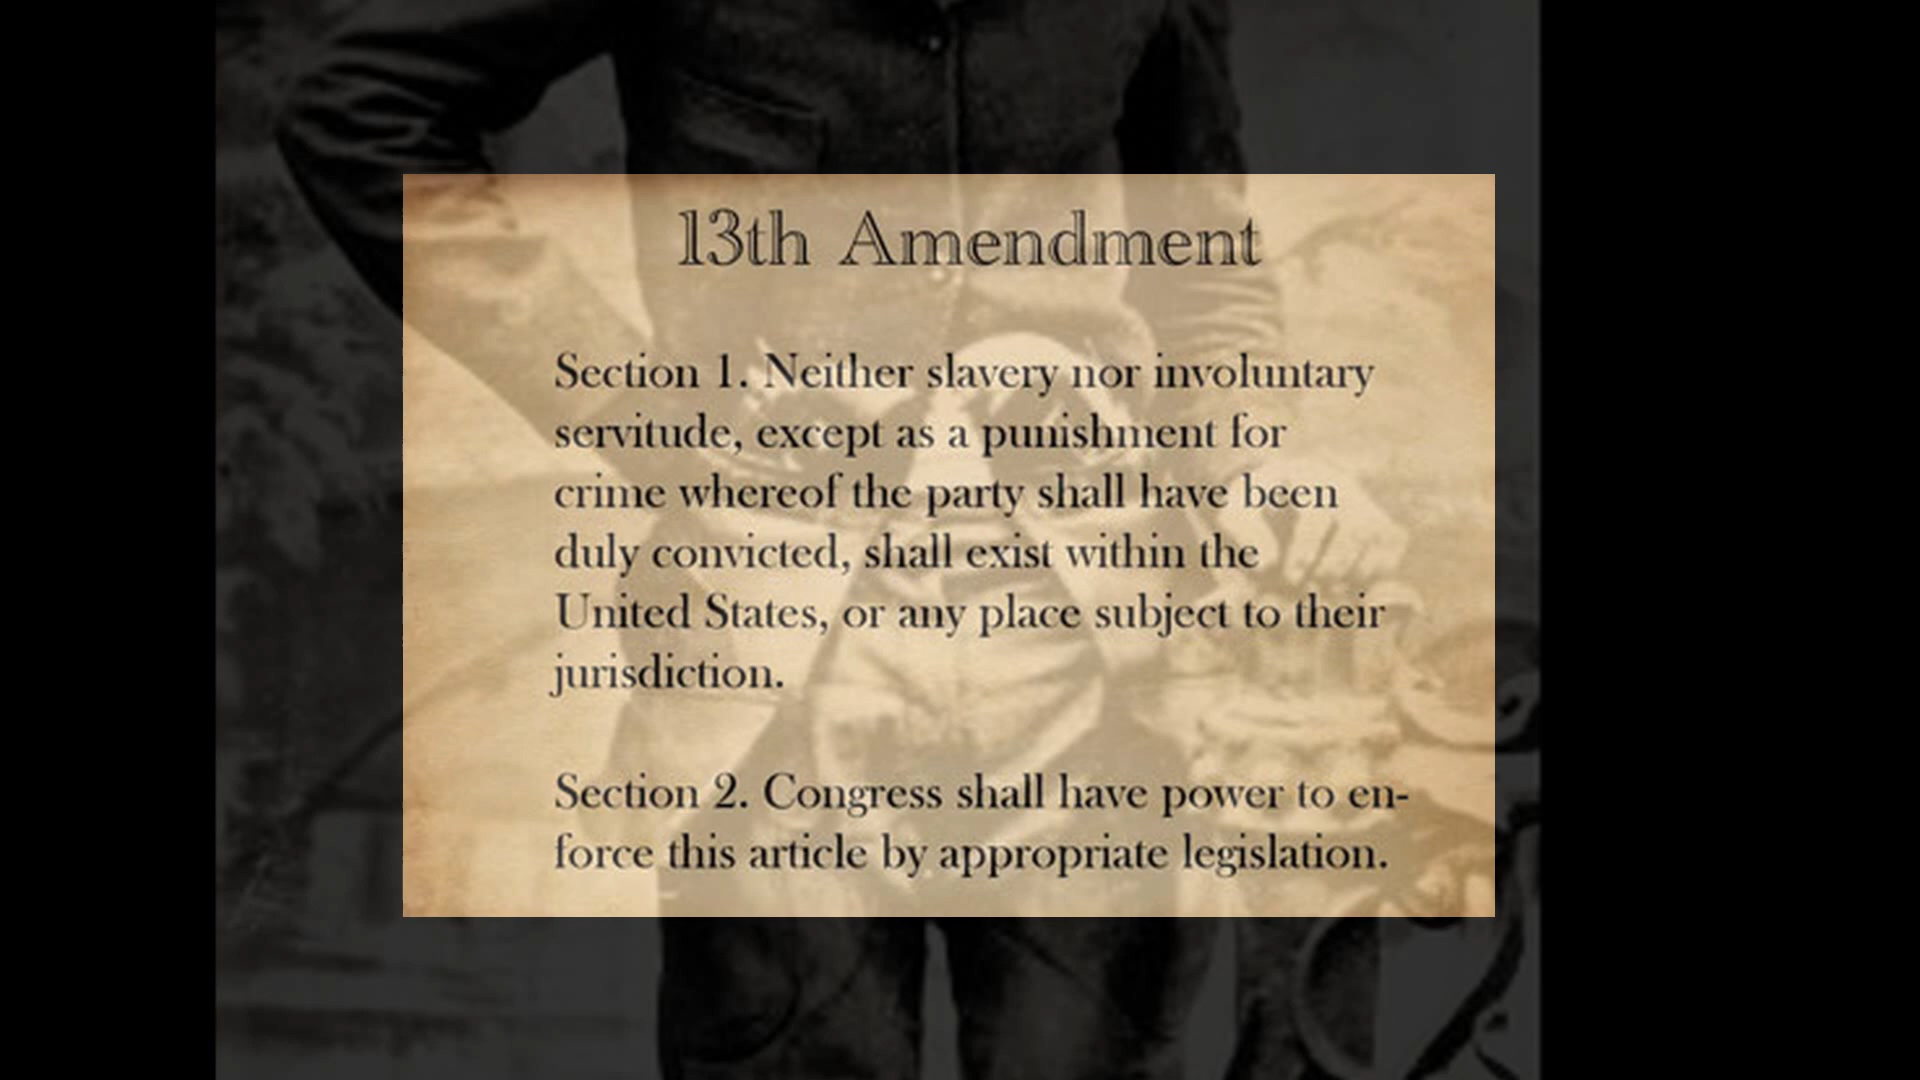 13th Amendment
Section 1. Neither slavery nor involuntary
servitude, except as a punishment for
crime whereof the party shall have been
duly convicted, shall exist within the
United States, or any place subject to their
jurisdiction.
Section 2. Congress shall have power to en-
force this article by appropriate legislation.